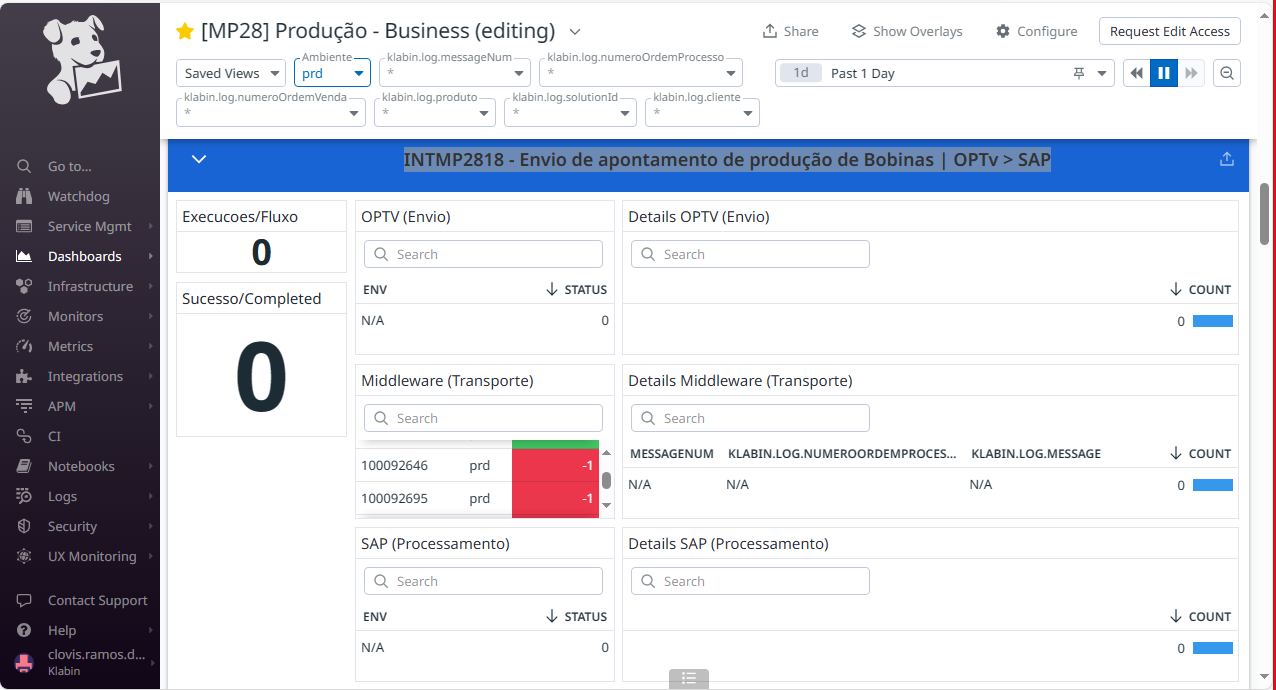 [MP28] Produção - Business (editing)
Share
Show Overlays
Configure
Request Edit Access
Saved Views
Ambiente
prd
klabin.log.messageNum
*
klabin.log.numeroOrdemProcesso
*
1d
Past 1 Day
klabin.log.numeroOrdemVenda
*
klabin.log.produto
*
klabin.log.solutionId
*
klabin.log.cliente
*
Go to...
Watchdog
Service Mgmt
Dashboards
Infrastructure
Monitors
Metrics
Integrations
APM
CI
Notebooks
Logs
Security
UX Monitoring
Contact Support
Help
clovis.ramos.d...
Klabin
INTMP2818 - Envio de apontamento de produção de Bobinas | OPTv > SAP
Execucoes/Fluxo
0
Sucesso/Completed
0
OPTV (Envio)
Search
ENV STATUS
N/A 0
Details OPTV (Envio)
Search
COUNT
0
Middleware (Transporte)
Search
100092646 prd -1
100092695 prd -1
Details Middleware (Transporte)
Search
MESSAGENUM KLABIN.LOG.NUMEROORDEMPROCES... KLABIN.LOG.MESSAGE COUNT
N/A N/A N/A 0
SAP (Processamento)
Search
ENV STATUS
N/A 0
Details SAP (Processamento)
Search
COUNT
0